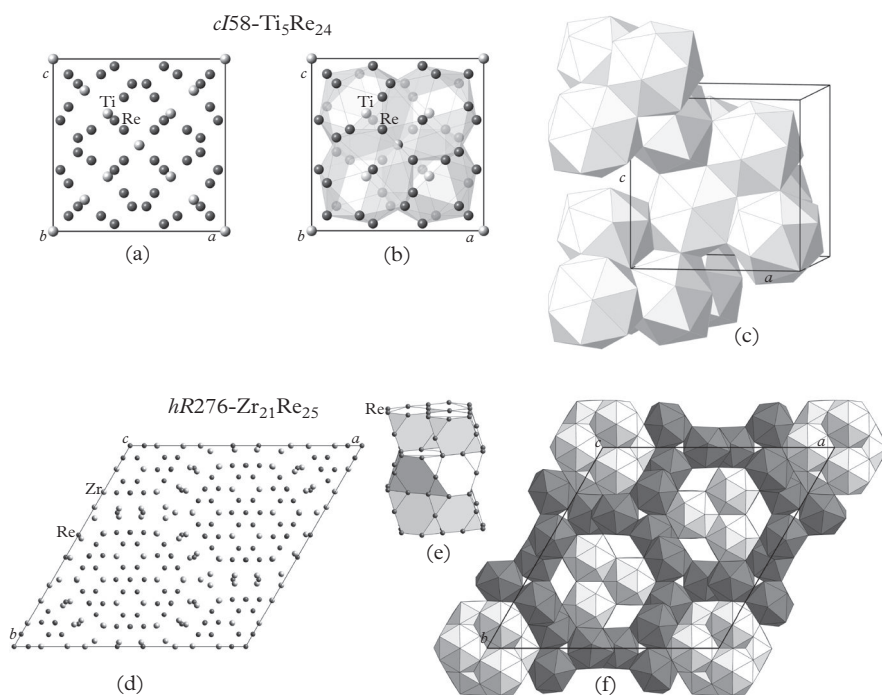 cI58-Ti₅Re₂₄
c
Ti
Re
b
a
(a)
c
Ti
Re
b
a
(b)
c
a
(c)
hR276-Zr₂₁Re₂₅
c
a
Zr
Re
b
(d)
Re
(e)
c
a
b
(f)